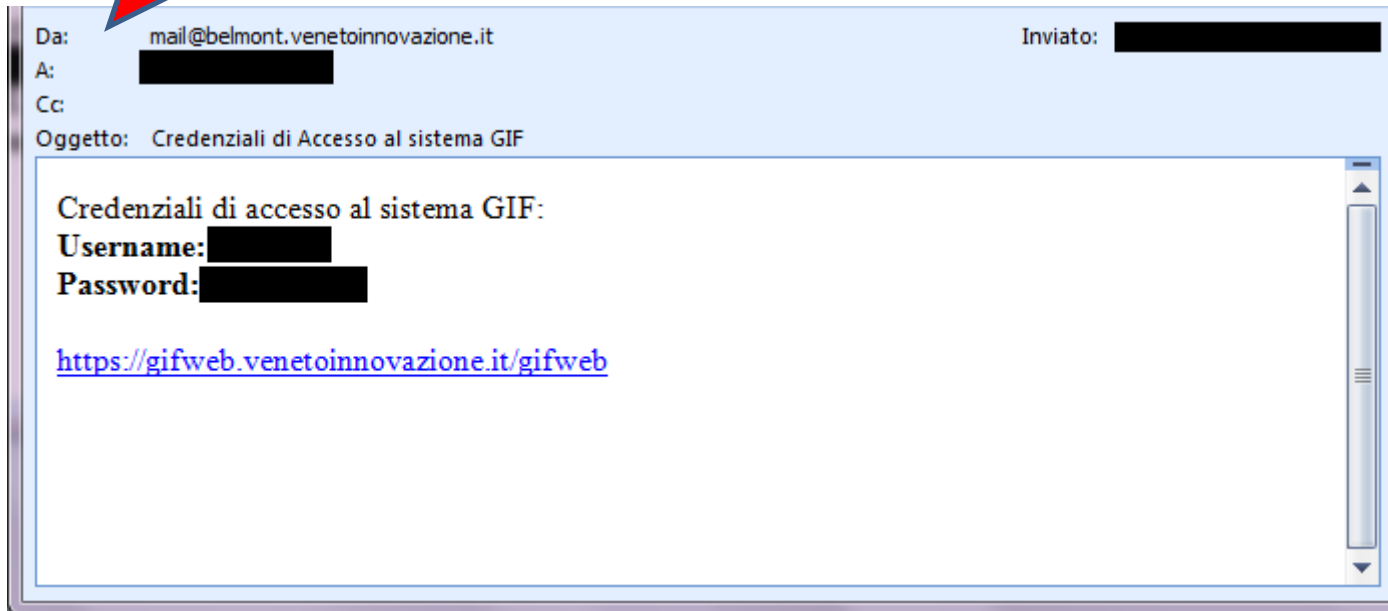 Da: mail@belmont.venetoinnovazione.it Inviato:
A:
Cc:
Oggetto: Credenziali di Accesso al sistema GIF
Credenziali di accesso al sistema GIF:
Username:
Password:
https://gifweb.venetoinnovazione.it/gifweb